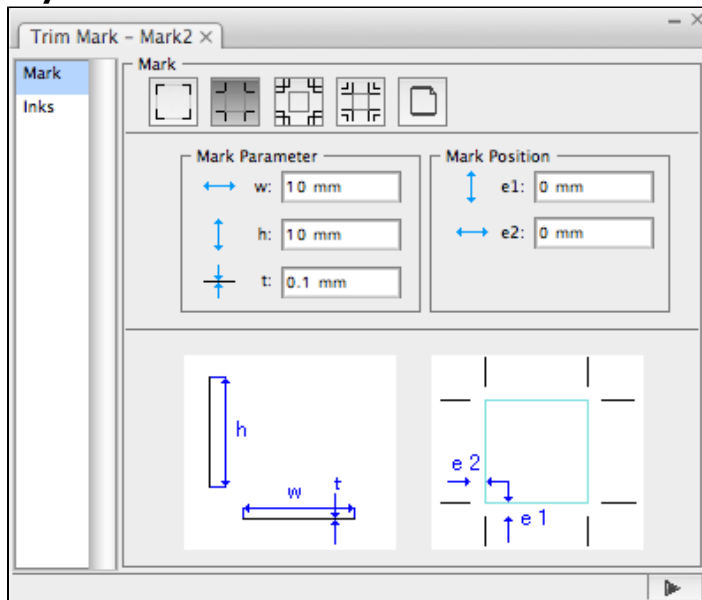 Trim Mark - Mark2 ×
Mark
Inks
Mark
Mark Parameter
w: 10 mm
h: 10 mm
t: 0.1 mm
Mark Position
e1: 0 mm
e2: 0 mm
h
w
t
e 2
e 1